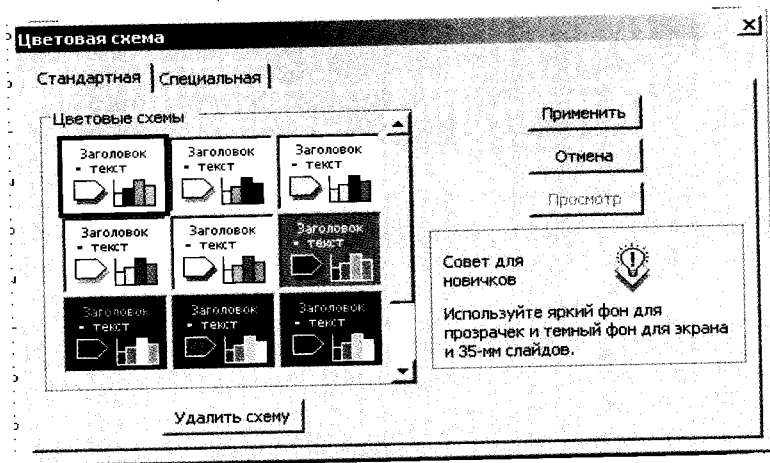 Цветовая схема
Стандартная
Специальная
Цветовые схемы
Заголовок
- текст
Заголовок
- текст
Заголовок
- текст
Заголовок
- текст
Заголовок
- текст
Заголовок
- текст
Заголовок
- текст
Заголовок
- текст
Заголовок
- текст
Удалить схему
Применить
Отмена
Просмотр
Совет для
новичков
Используйте яркий фон для
прозрачек и темный фон для экрана
и 35-мм слайдов.